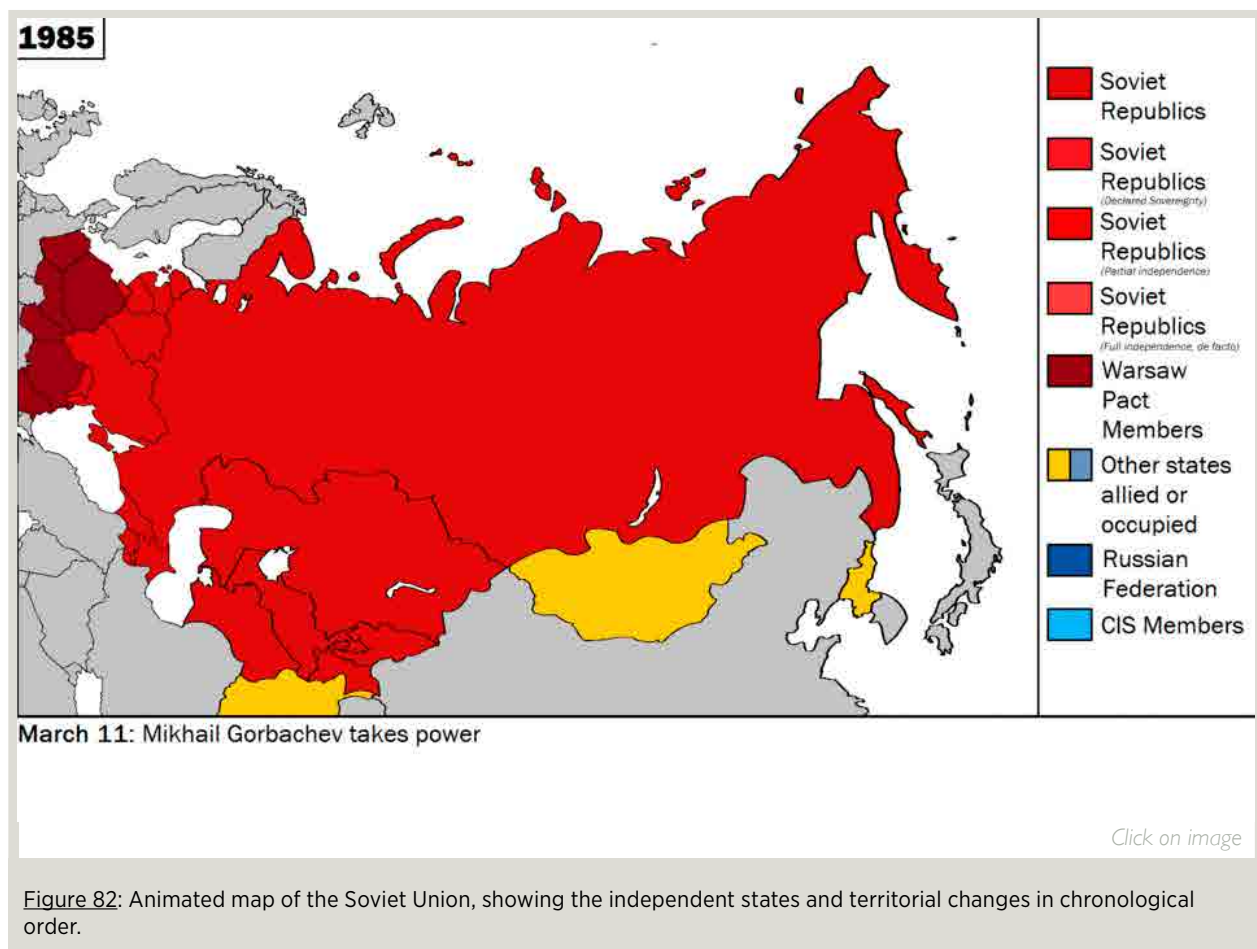 1985
Soviet
Republics
Soviet
Republics
(Declared Sovereignty)
Soviet
Republics
(Partial independence)
Soviet
Republics
(Full independence, de facto)
Warsaw
Pact
Members
Other states
allied or
occupied
Russian
Federation
CIS Members
March 11: Mikhail Gorbachev takes power
Click on image
Figure 82: Animated map of the Soviet Union, showing the independent states and territorial changes in chronological
order.